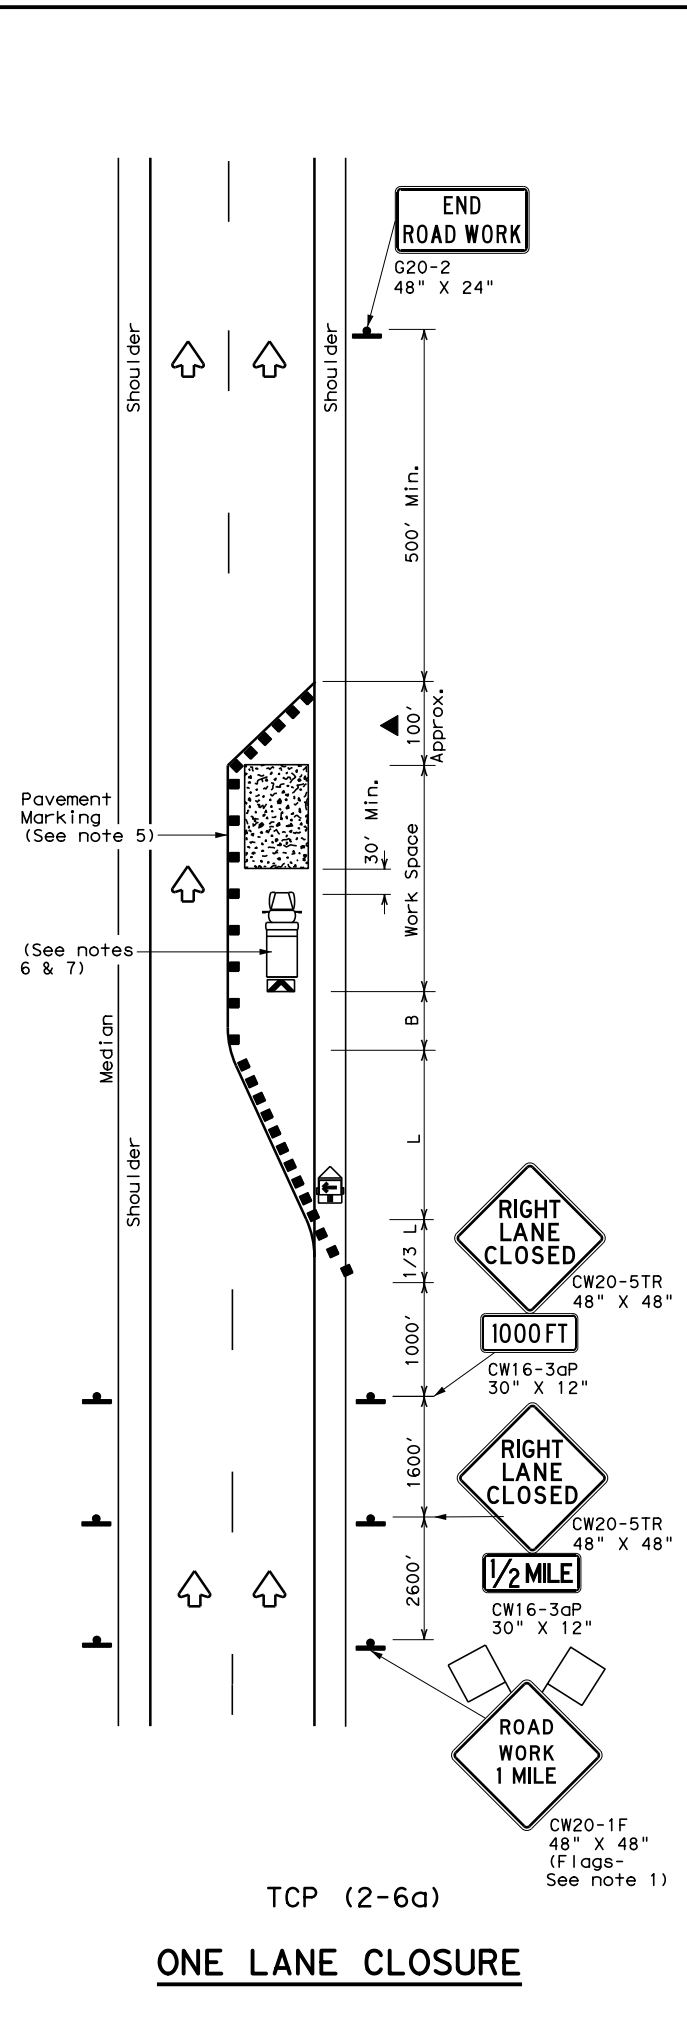 END
ROAD WORK
G20-2
48" X 24"
Shoulder
Shoulder
500' Min.
100'
Approx.
Pavement
Marking
(See note 5)
30' Min.
Work Space
(See notes
6 & 7)
B
Median
Shoulder
L
1/3 L
RIGHT
LANE
CLOSED
CW20-5TR
48" X 48"
1000 FT
CW16-3aP
30" X 12"
1000'
RIGHT
LANE
CLOSED
CW20-5TR
48" X 48"
1/2 MILE
CW16-3aP
30" X 12"
1600'
2600'
ROAD
WORK
1 MILE
CW20-1F
48" X 48"
(Flags-
See note 1)
TCP (2-6a)
ONE LANE CLOSURE